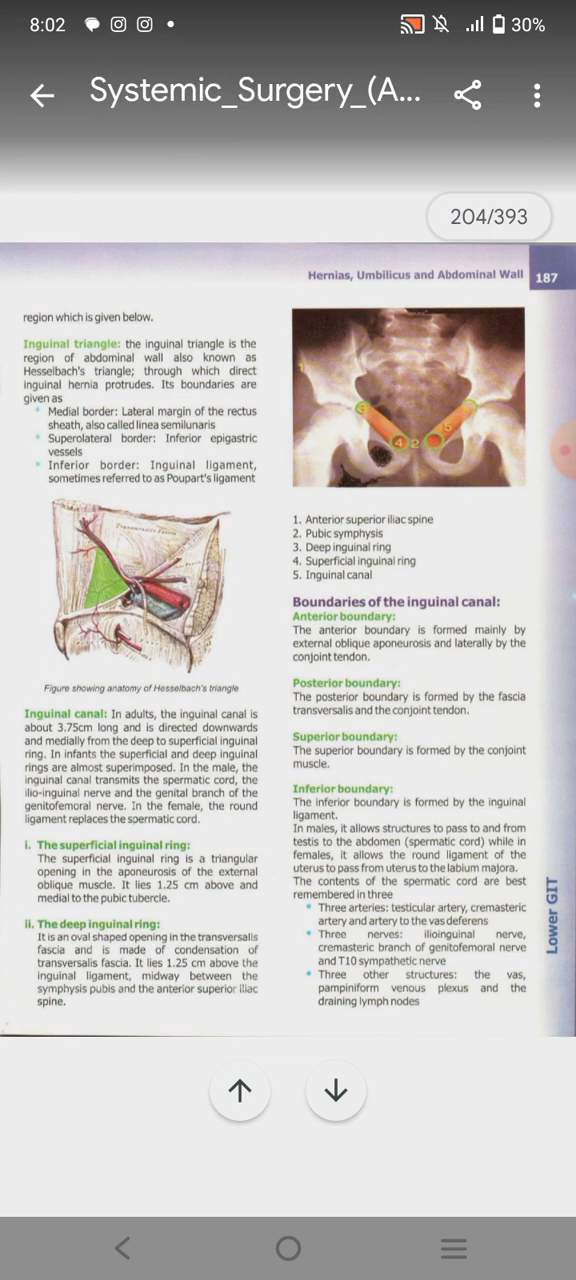 8:02
30%
Systemic_Surgery_(A...
204/393
Hernias, Umbilicus and Abdominal Wall 187
region which is given below.
Inguinal triangle: the inguinal triangle is the
region of abdominal wall also known as
Hesselbach's triangle; through which direct
inguinal hernia protrudes. Its boundaries are
given as
Medial border: Lateral margin of the rectus
sheath, also called linea semilunaris
Superolateral border: Inferior epigastric
vessels
Inferior border: Inguinal ligament,
sometimes referred to as Poupart's ligament
Figure showing anatomy of Hesselbach's triangle
Inguinal canal: In adults, the inguinal canal is
about 3.75cm long and is directed downwards
and medially from the deep to superficial inguinal
ring. In infants the superficial and deep inguinal
rings are almost superimposed. In the male, the
inguinal canal transmits the spermatic cord, the
ilio-inguinal nerve and the genital branch of the
genitofemoral nerve. In the female, the round
ligament replaces the spermatic cord.
i. The superficial inguinal ring:
The superficial inguinal ring is a triangular
opening in the aponeurosis of the external
oblique muscle. It lies 1.25 cm above and
medial to the pubic tubercle.
ii. The deep inguinal ring:
It is an oval shaped opening in the transversalis
fascia and is made of condensation of
transversalis fascia. It lies 1.25 cm above the
inguinal ligament, midway between the
symphysis pubis and the anterior superior iliac
spine.
1
3
4 2
5
1. Anterior superior iliac spine
2. Pubic symphysis
3. Deep inguinal ring
4. Superficial inguinal ring
5. Inguinal canal
Boundaries of the inguinal canal:
Anterior boundary:
The anterior boundary is formed mainly by
external oblique aponeurosis and laterally by the
conjoint tendon.
Posterior boundary:
The posterior boundary is formed by the fascia
transversalis and the conjoint tendon.
Superior boundary:
The superior boundary is formed by the conjoint
muscle.
Inferior boundary:
The inferior boundary is formed by the inguinal
ligament.
In males, it allows structures to pass to and from
testis to the abdomen (spermatic cord) while in
females, it allows the round ligament of the
uterus to pass from uterus to the labium majora.
The contents of the spermatic cord are best
remembered in three
Three arteries: testicular artery, cremasteric
artery and artery to the vas deferens
Three nerves: ilioinguinal nerve,
cremasteric branch of genitofemoral nerve
and T10 sympathetic nerve
Three other structures: the vas,
pampiniform venous plexus and the
draining lymph nodes
Lower GIT